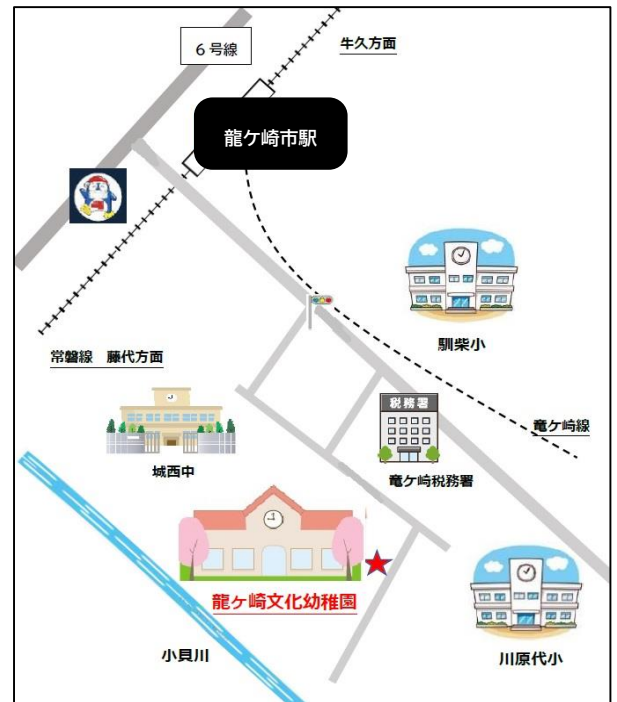 6号線
牛久方面
龍ケ崎市駅
馴柴小
常磐線　藤代方面
税務署
竜ケ崎線
城西中
竜ケ崎税務署
龍ヶ崎文化幼稚園
小貝川
川原代小